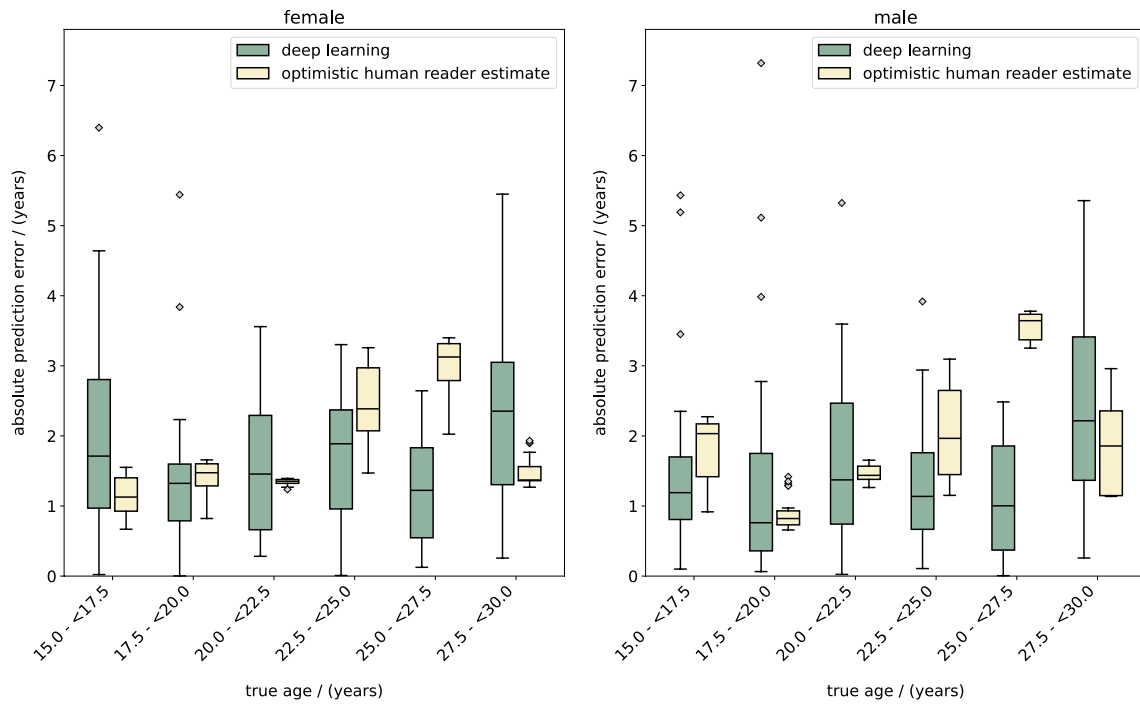 female
deep learning
optimistic human reader estimate
absolute prediction error / (years)
7
6
5
4
3
2
1
0
15.0 - <17.5
17.5 - <20.0
20.0 - <22.5
22.5 - <25.0
25.0 - <27.5
27.5 - <30.0
true age / (years)
male
deep learning
optimistic human reader estimate
absolute prediction error / (years)
7
6
5
4
3
2
1
0
15.0 - <17.5
17.5 - <20.0
20.0 - <22.5
22.5 - <25.0
25.0 - <27.5
27.5 - <30.0
true age / (years)